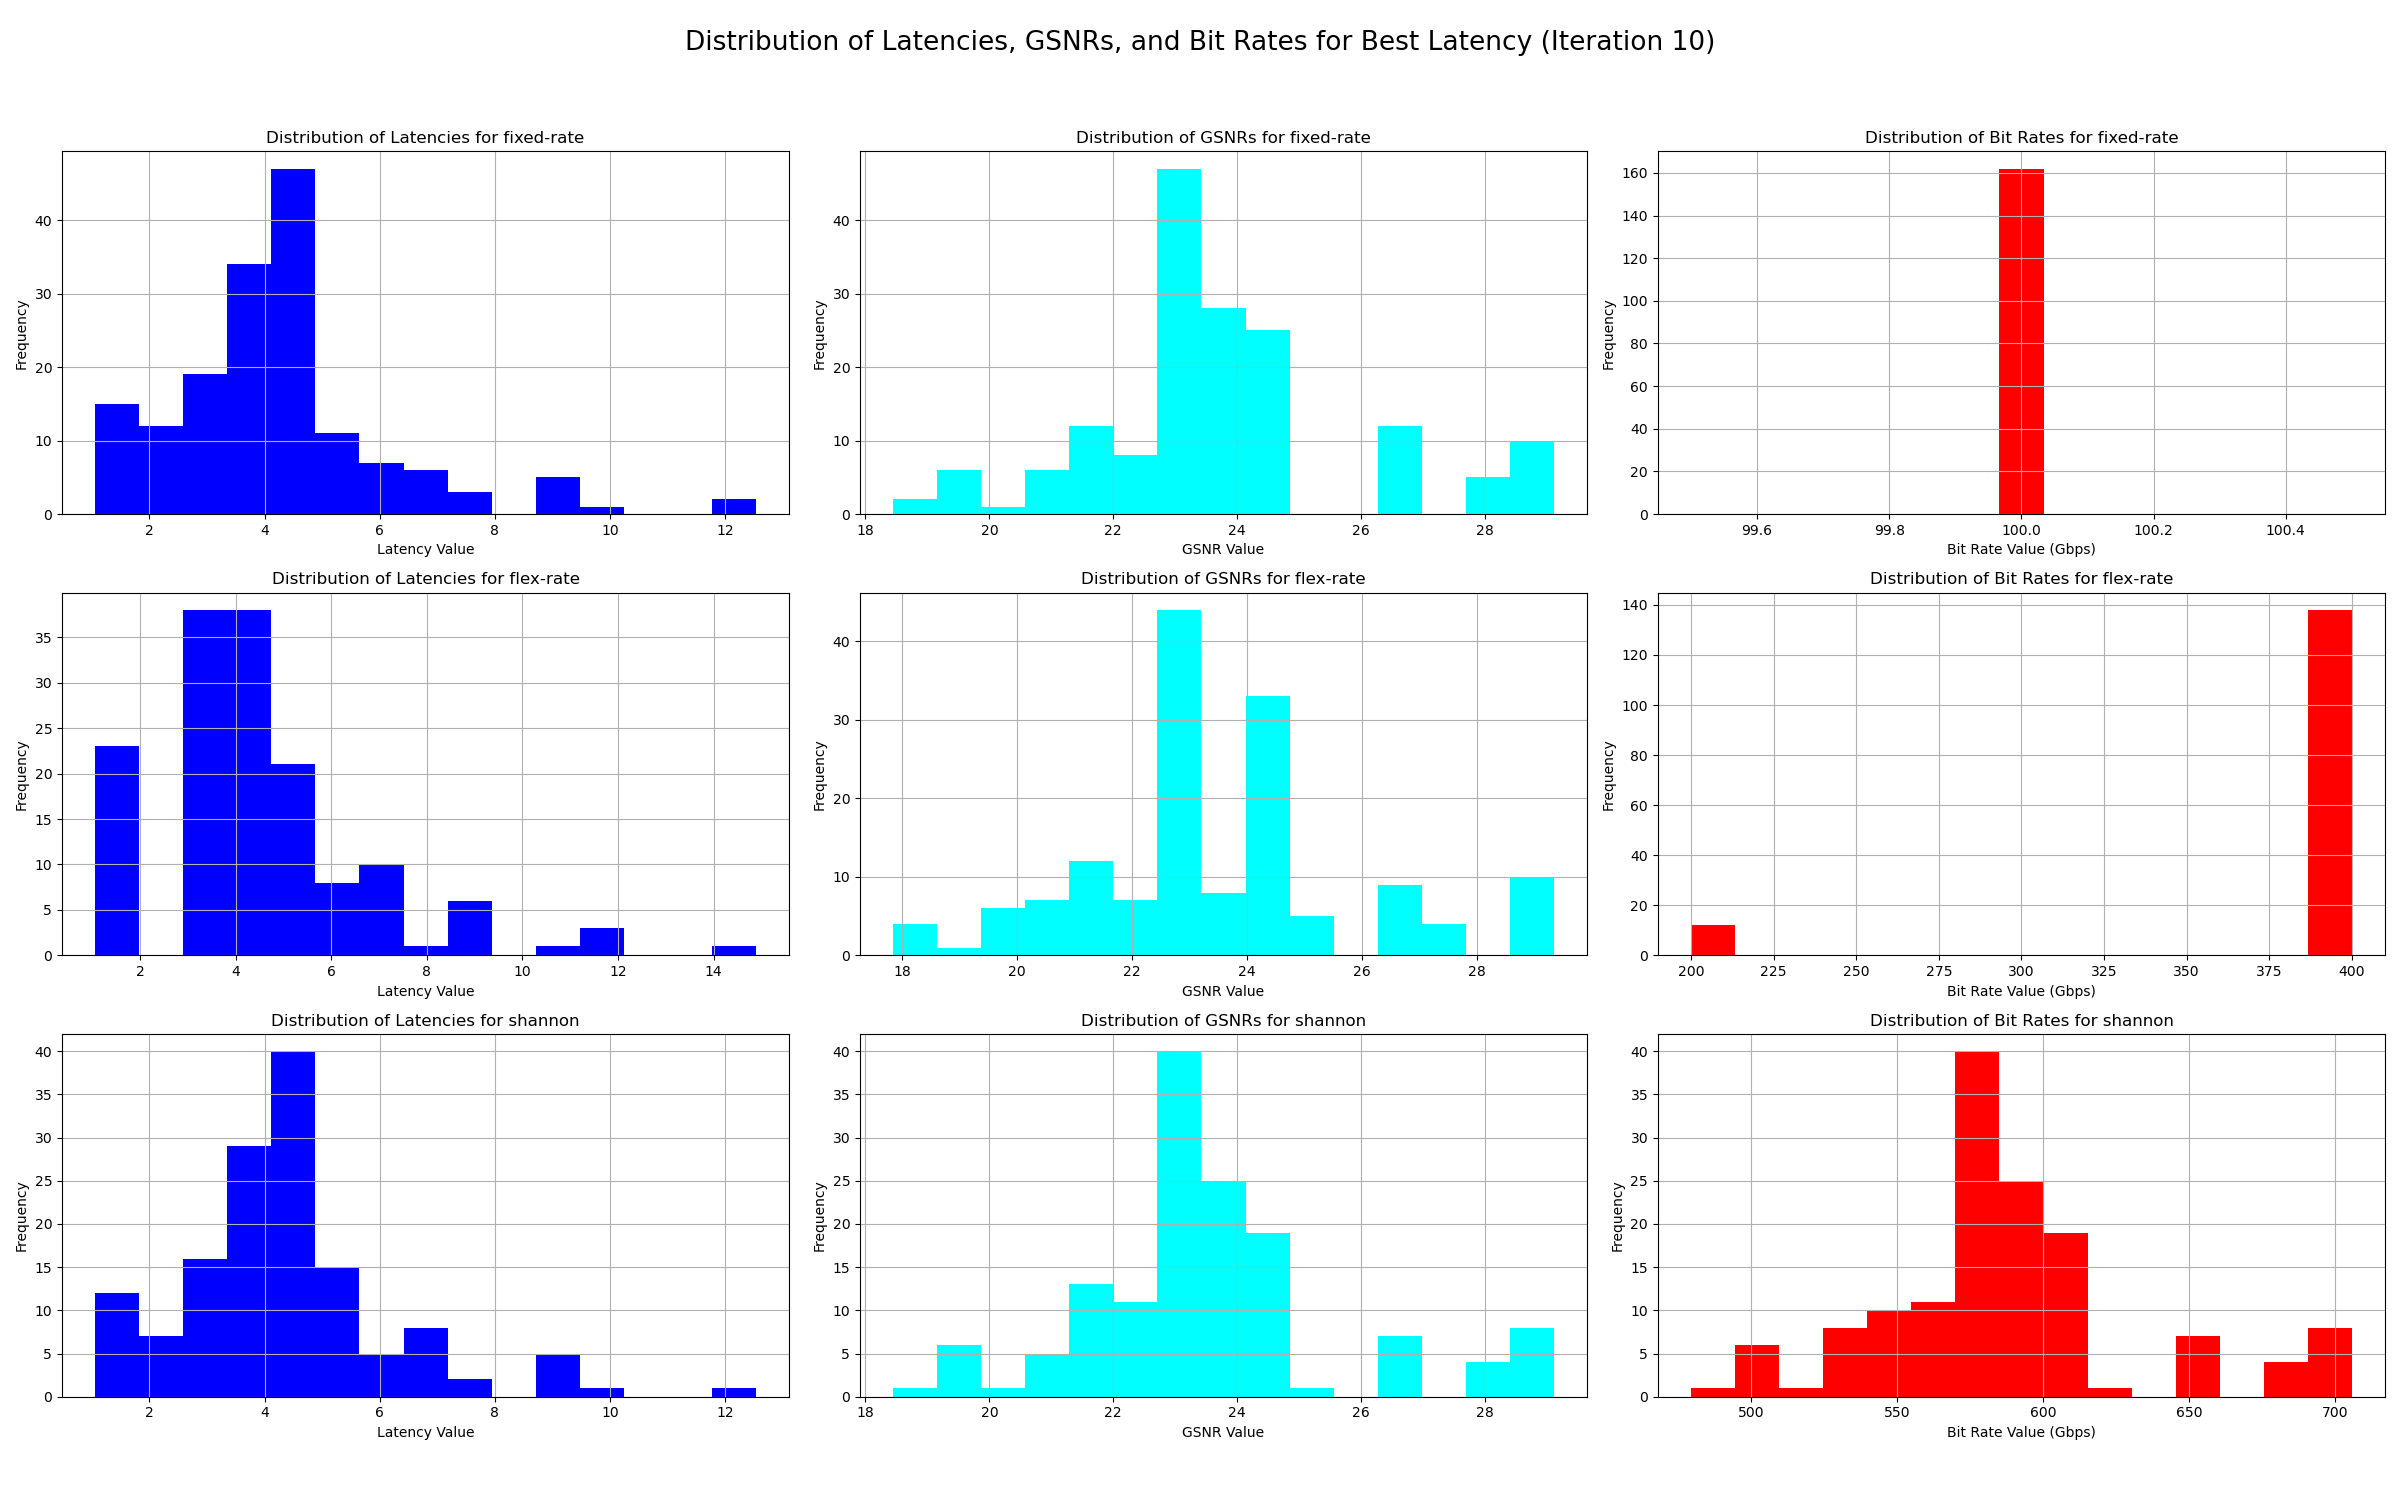 Distribution of Latencies, GSNRs, and Bit Rates for Best Latency (Iteration 10)
Distribution of Latencies for fixed-rate
Frequency
0 10 20 30 40
2 4 6 8 10 12
Latency Value
Distribution of GSNRs for fixed-rate
Frequency
0 10 20 30 40
18 20 22 24 26 28
GSNR Value
Distribution of Bit Rates for fixed-rate
Frequency
0 20 40 60 80 100 120 140 160
99.6 99.8 100.0 100.2 100.4
Bit Rate Value (Gbps)
Distribution of Latencies for flex-rate
Frequency
0 5 10 15 20 25 30 35
2 4 6 8 10 12 14
Latency Value
Distribution of GSNRs for flex-rate
Frequency
0 10 20 30 40
18 20 22 24 26 28
GSNR Value
Distribution of Bit Rates for flex-rate
Frequency
0 20 40 60 80 100 120 140
200 225 250 275 300 325 350 375 400
Bit Rate Value (Gbps)
Distribution of Latencies for shannon
Frequency
0 5 10 15 20 25 30 35 40
2 4 6 8 10 12
Latency Value
Distribution of GSNRs for shannon
Frequency
0 5 10 15 20 25 30 35 40
18 20 22 24 26 28
GSNR Value
Distribution of Bit Rates for shannon
Frequency
0 5 10 15 20 25 30 35 40
500 550 600 650 700
Bit Rate Value (Gbps)